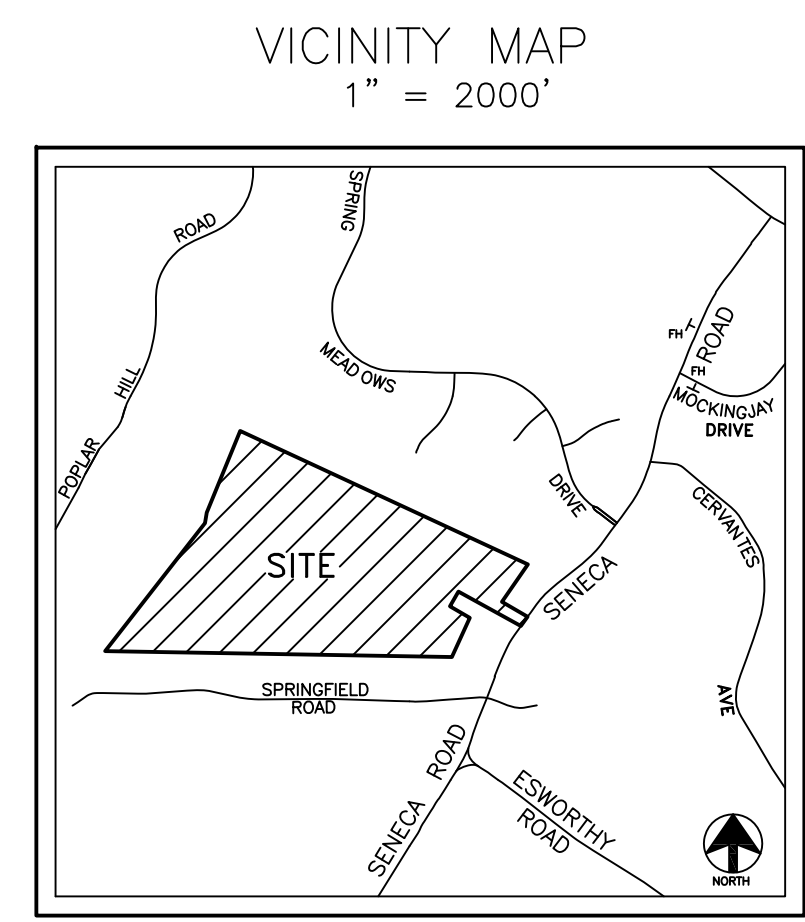 VICINITY MAP
1" = 2000'
ROAD
SPRING
MEADOWS
HILL
POPLAR
FH
ROAD
FH
MOCKINGJAY
DRIVE
DRIVE
CERVANTES
SITE
SENECA
SPRINGFIELD
ROAD
AVE
ROAD
SENECA
ESWORTHY
ROAD
NORTH